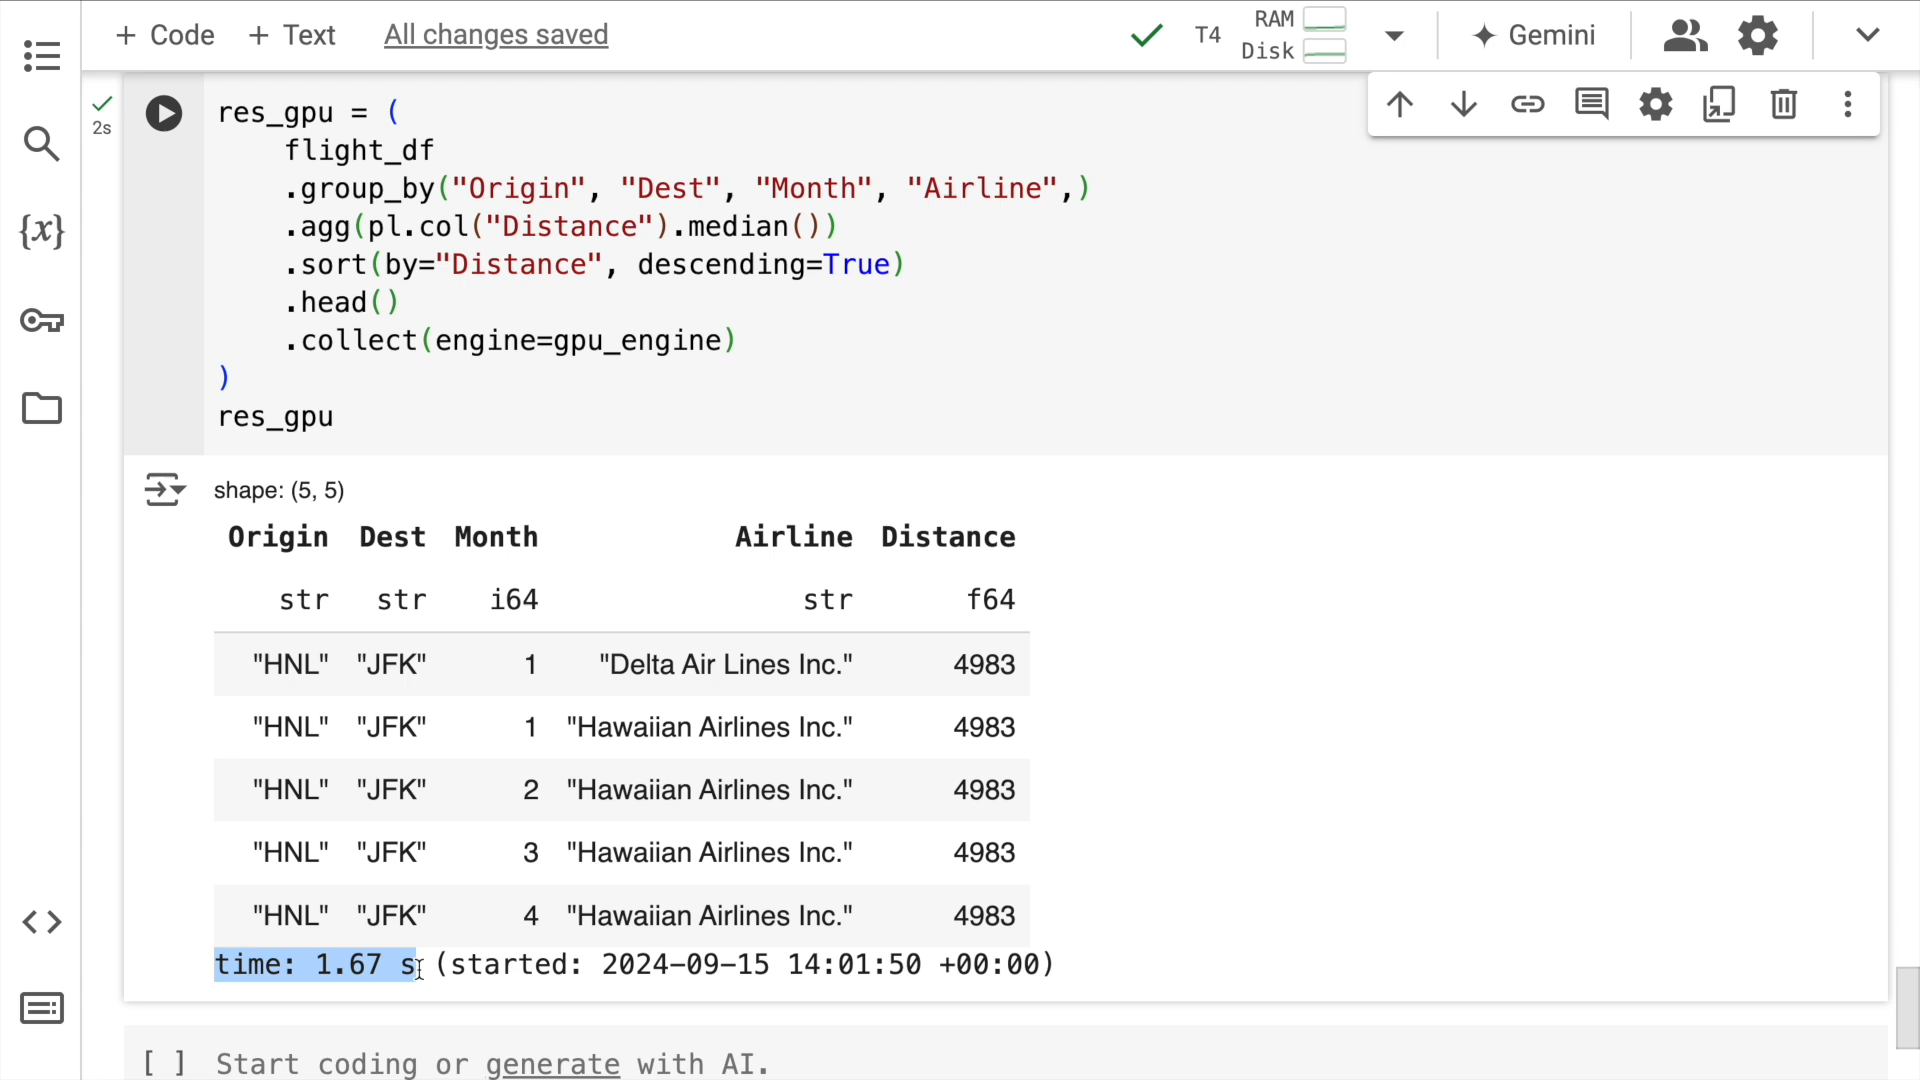 + Code + Text All changes saved T4 RAM Disk Gemini
{x}
2s
res_gpu = (
    flight_df
    .group_by("Origin", "Dest", "Month", "Airline",)
    .agg(pl.col("Distance").median())
    .sort(by="Distance", descending=True)
    .head()
    .collect(engine=gpu_engine)
)
res_gpu
shape: (5, 5)
Origin Dest Month Airline Distance
str str i64 str f64
"HNL" "JFK" 1 "Delta Air Lines Inc." 4983
"HNL" "JFK" 1 "Hawaiian Airlines Inc." 4983
"HNL" "JFK" 2 "Hawaiian Airlines Inc." 4983
"HNL" "JFK" 3 "Hawaiian Airlines Inc." 4983
"HNL" "JFK" 4 "Hawaiian Airlines Inc." 4983
time: 1.67 s (started: 2024-09-15 14:01:50 +00:00)
[ ] Start coding or generate with AI.